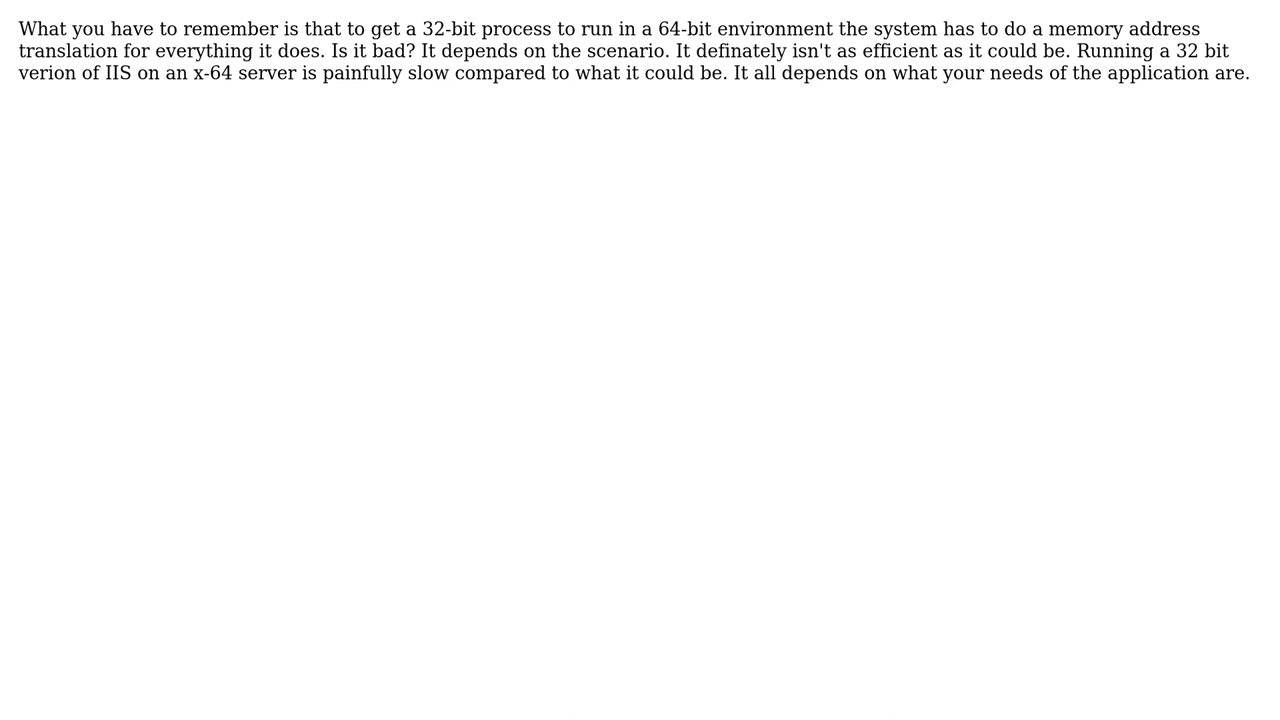 What you have to remember is that to get a 32-bit process to run in a 64-bit environment the system has to do a memory address
translation for everything it does. Is it bad? It depends on the scenario. It definately isn't as efficient as it could be. Running a 32 bit
verion of IIS on an x-64 server is painfully slow compared to what it could be. It all depends on what your needs of the application are.